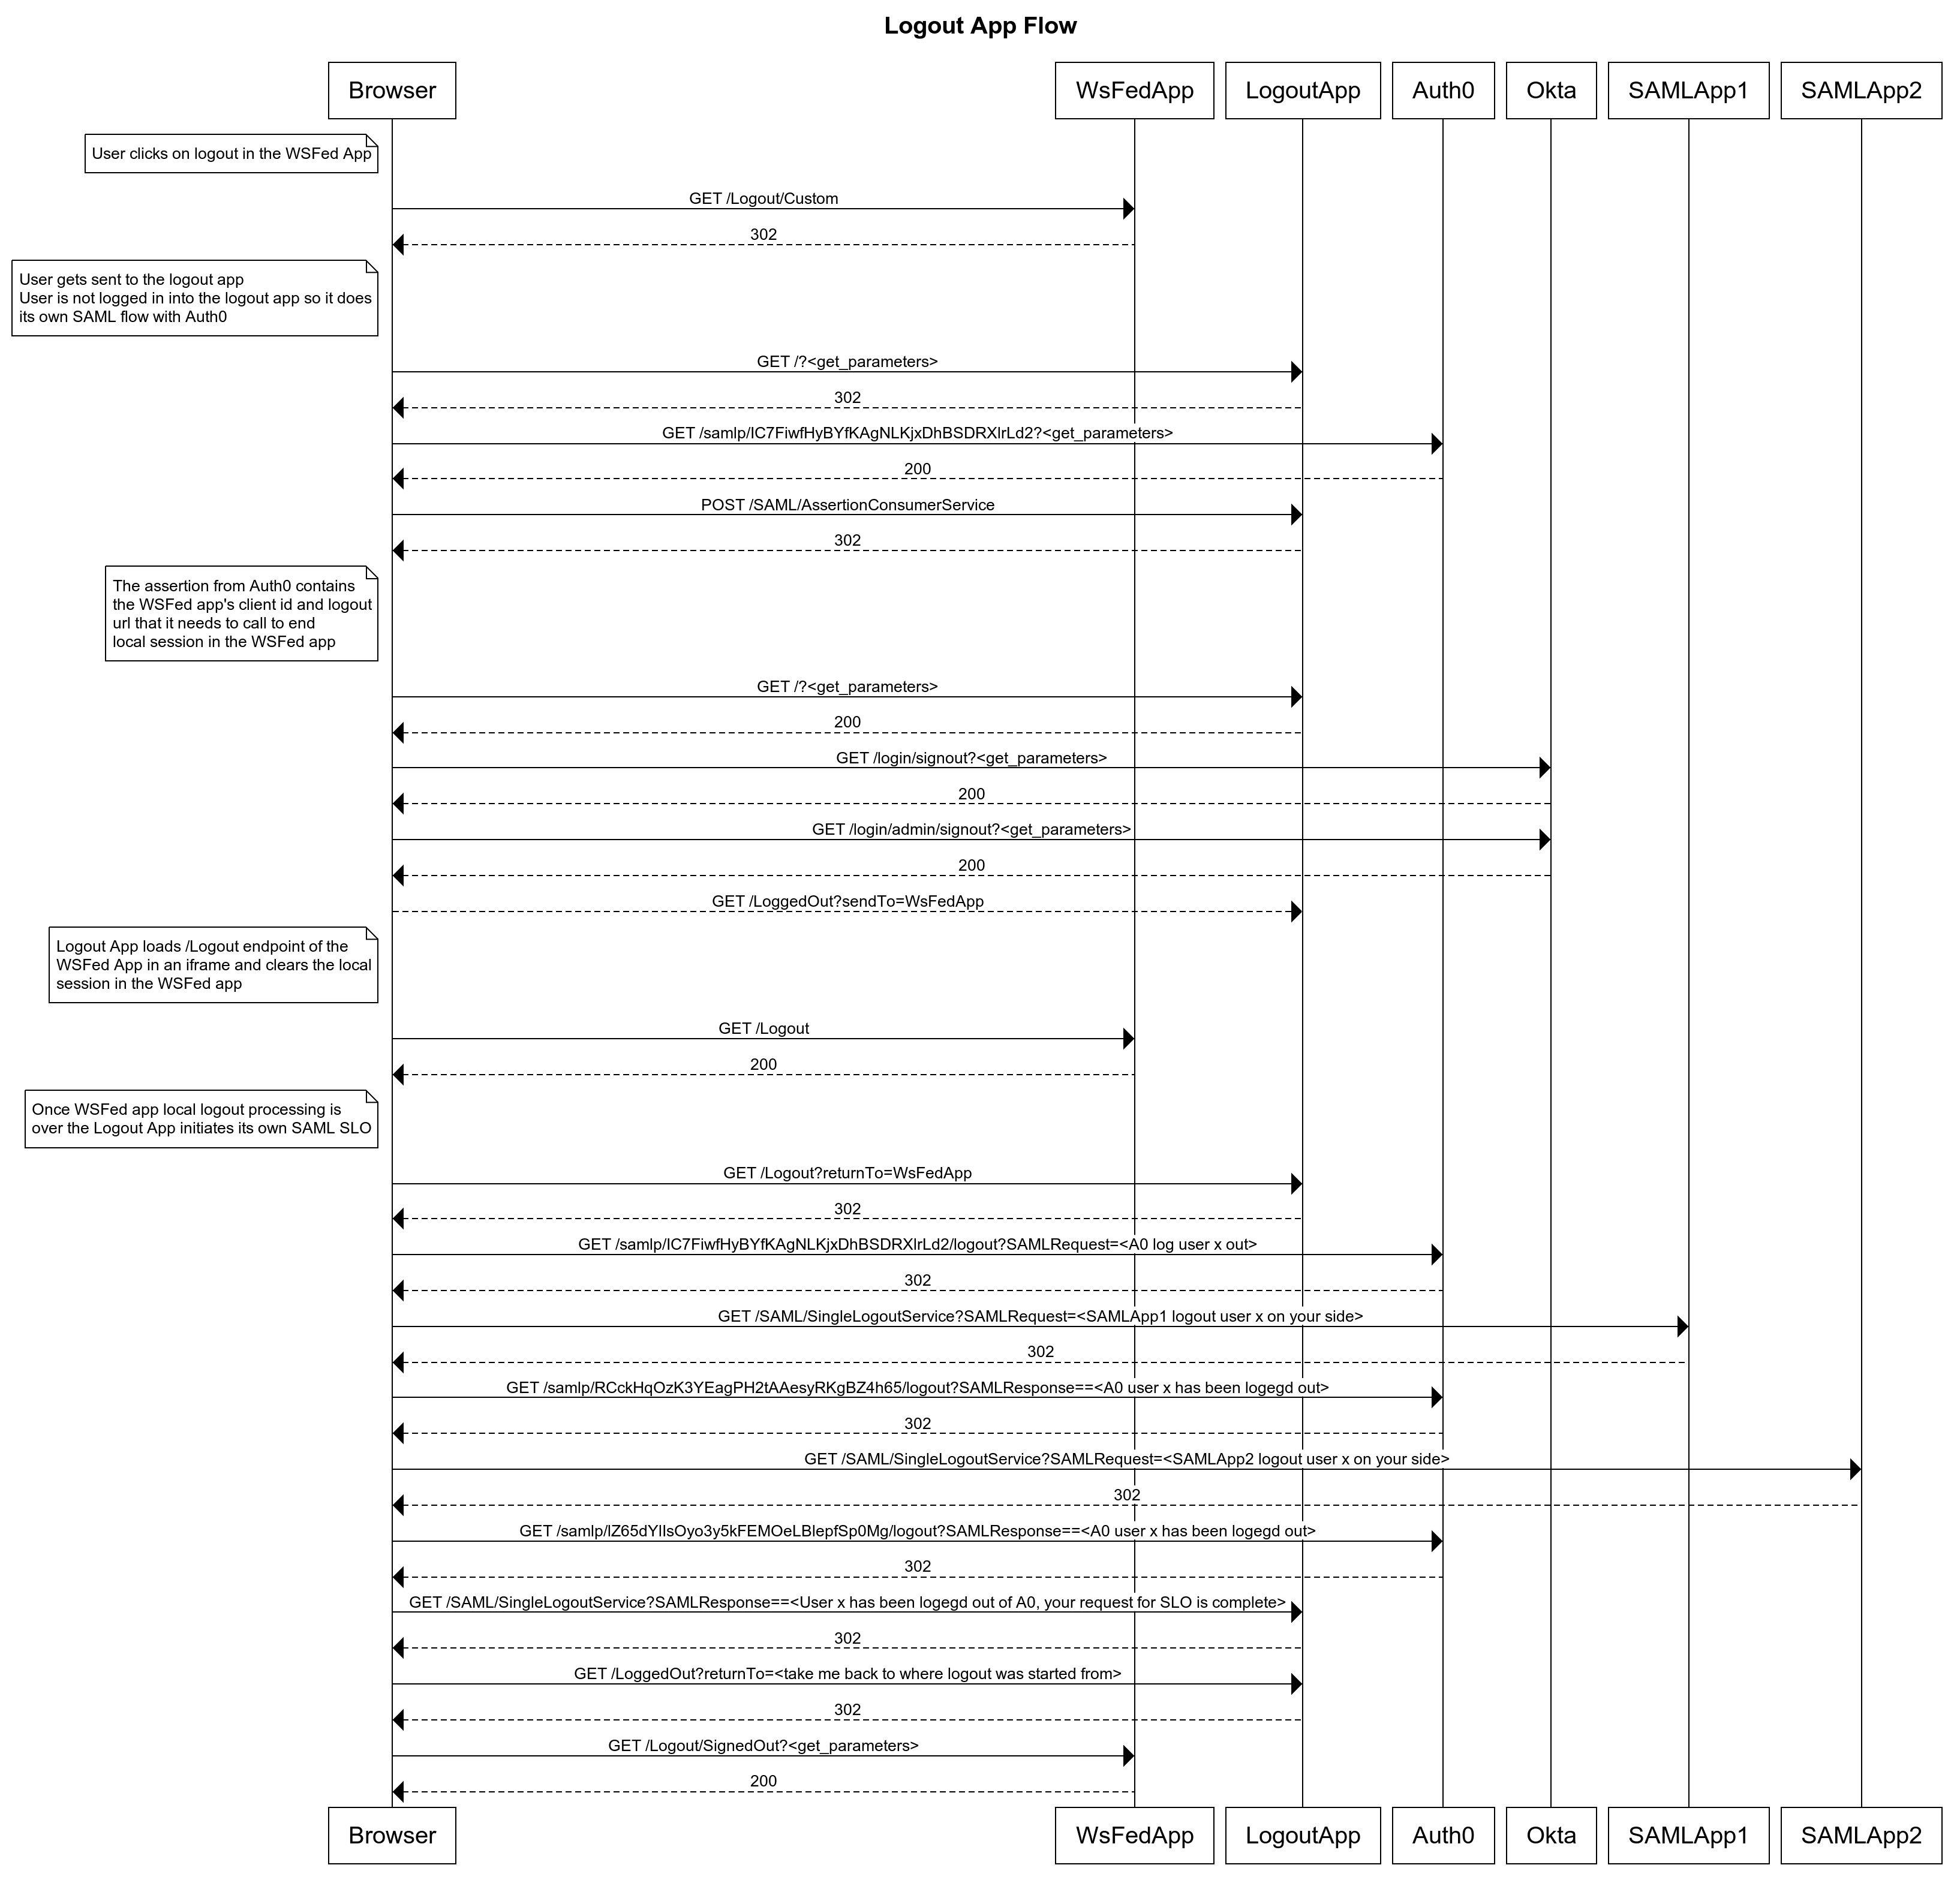 Logout App Flow
Browser
WsFedApp
LogoutApp
Auth0
Okta
SAMLApp1
SAMLApp2
User clicks on logout in the WSFed App
GET /Logout/Custom
302
User gets sent to the logout app
User is not logged in into the logout app so it does
its own SAML flow with Auth0
GET /?<get_parameters>
302
GET /samlp/lC7FiwfHyBYfKAgNLKjxDhBSDRXlrLd2?<get_parameters>
200
POST /SAML/AssertionConsumerService
302
The assertion from Auth0 contains
the WSFed app's client id and logout
url that it needs to call to end
local session in the WSFed app
GET /?<get_parameters>
200
GET /login/signout?<get_parameters>
200
GET /login/admin/signout?<get_parameters>
200
GET /LoggedOut?sendTo=WsFedApp
Logout App loads /Logout endpoint of the
WSFed App in an iframe and clears the local
session in the WSFed app
GET /Logout
200
Once WSFed app local logout processing is
over the Logout App initiates its own SAML SLO
GET /Logout?returnTo=WsFedApp
302
GET /samlp/lC7FiwfHyBYfKAgNLKjxDhBSDRXlrLd2/logout?SAMLRequest=<A0 log user x out>
302
GET /SAML/SingleLogoutService?SAMLRequest=<SAMLApp1 logout user x on your side>
302
GET /samlp/RCckHqOzK3YEagPH2tAAesyRKgBZ4h65/logout?SAMLResponse==<A0 user x has been logegd out>
302
GET /SAML/SingleLogoutService?SAMLRequest=<SAMLApp2 logout user x on your side>
302
GET /samlp/lZ65dYlIsOyo3y5kFEMOeLBlepfSp0Mg/logout?SAMLResponse==<A0 user x has been logegd out>
302
GET /SAML/SingleLogoutService?SAMLResponse==<User x has been logegd out of A0, your request for SLO is complete>
302
GET /LoggedOut?returnTo=<take me back to where logout was started from>
302
GET /Logout/SignedOut?<get_parameters>
200
Browser
WsFedApp
LogoutApp
Auth0
Okta
SAMLApp1
SAMLApp2